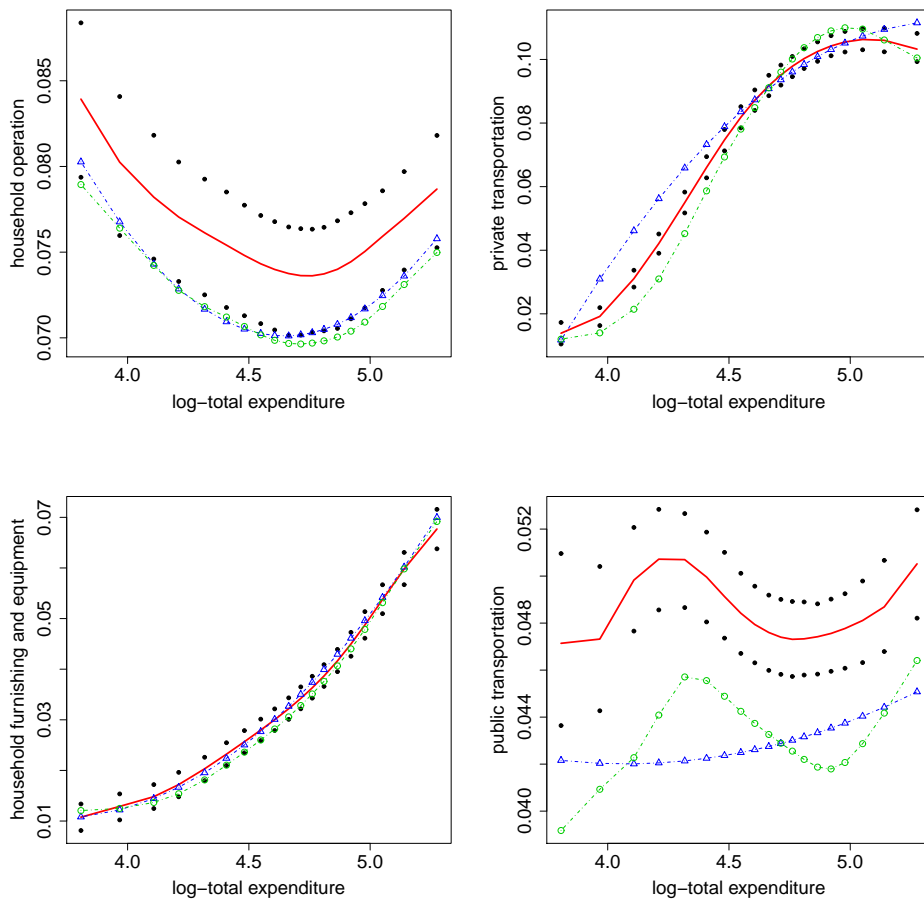 household operation
0.070 0.075 0.080 0.085
4.0 4.5 5.0
log−total expenditure
private transportation
0.02 0.04 0.06 0.08 0.10
4.0 4.5 5.0
log−total expenditure
household furnishing and equipment
0.01 0.03 0.05 0.07
4.0 4.5 5.0
log−total expenditure
public transportation
0.040 0.044 0.048 0.052
4.0 4.5 5.0
log−total expenditure